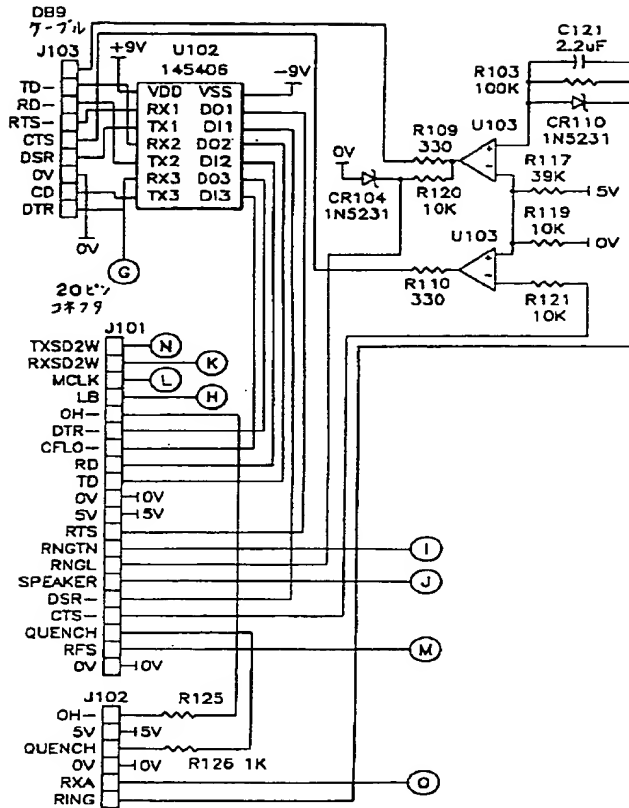 DB9
ケーブル
J103
TD-
RD-
RTS-
CTS
DSR
0V
CD
DTR
0V
+9V
U102
145406
-9V
VDD VSS
RX1 DO1
TX1 DI1
RX2 DO2
TX2 DI2
RX3 DO3
TX3 DI3
G
C121
2.2uF
R103
100K
CR110
1N5231
U103
R109
330
0V
CR104
1N5231
R120
10K
R117
39K
5V
R119
10K
0V
U103
R110
330
R121
10K
+
-
+
-
20ピン
コネクタ
J101
TXSD2W N
RXSD2W K
MCLK L
LB H
OH-
DTR-
CFLO-
RD
TD
0V 0V
5V 5V
RTS
RNGTN I
RNGL
SPEAKER J
DSR-
CTS-
QUENCH
RFS M
0V 0V
J102
R125
OH-
5V 5V
QUENCH
R126 1K
0V 0V
RXA O
RING